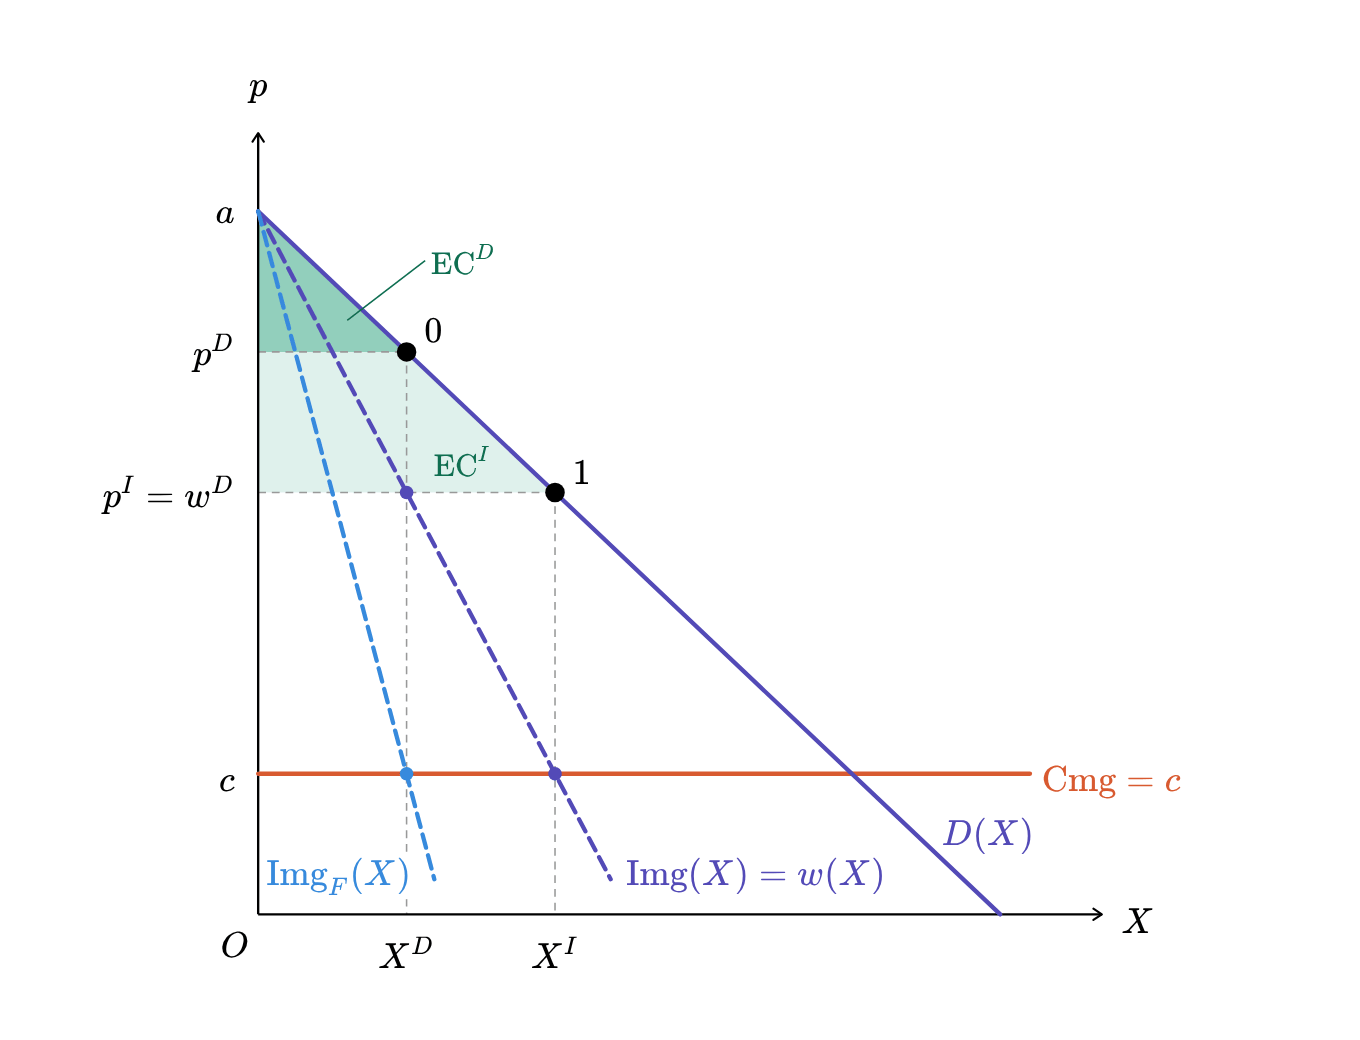 p
a
EC^D
0
p^D
EC^I
1
p^I = w^D
c
Cmg = c
D(X)
Img_F(X)
Img(X) = w(X)
X
O
X^D
X^I